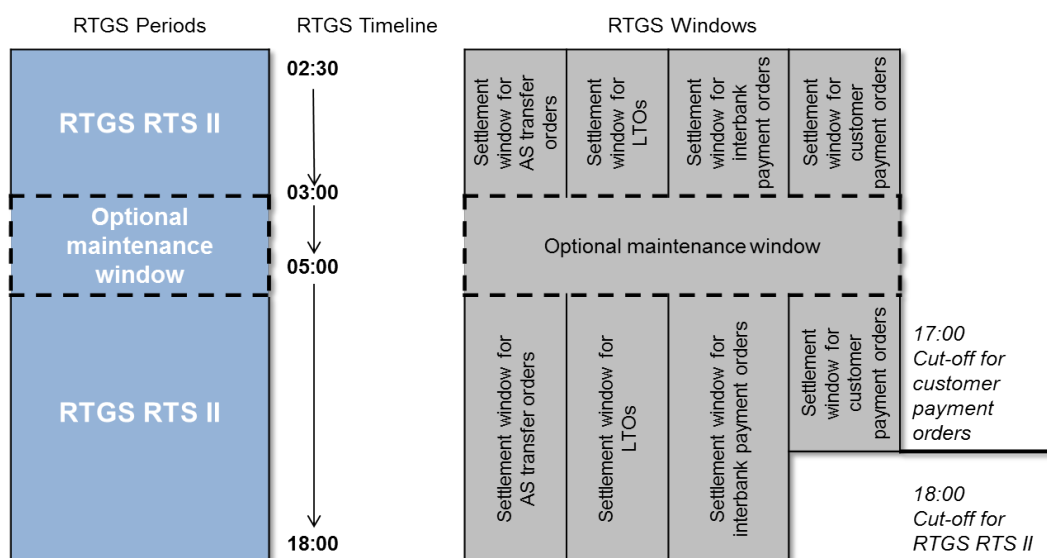 RTGS Periods
RTGS Timeline
RTGS Windows
RTGS RTS II
02:30
Settlement
window for
AS transfer
orders
Settlement
window for
LTOs
Settlement
window for
interbank
payment orders
Settlement
window for
customer
payment orders
03:00
Optional
maintenance
window
Optional maintenance window
05:00
RTGS RTS II
Settlement window for
AS transfer orders
Settlement window for
LTOs
Settlement window for
interbank payment orders
Settlement
window for
customer
payment orders
17:00
Cut-off for
customer
payment
orders
18:00
18:00
Cut-off for
RTGS RTS II